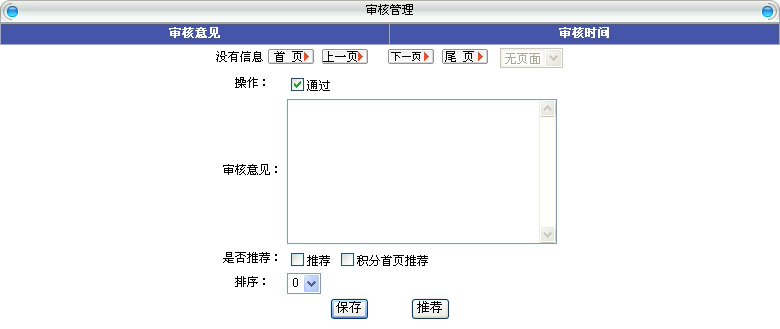 审核管理
审核意见 审核时间
没有信息 首 页 上一页 下一页 尾 页 无页面
操作： 通过
审核意见：
是否推荐： 推荐 积分首页推荐
排序： 0
保存 推荐